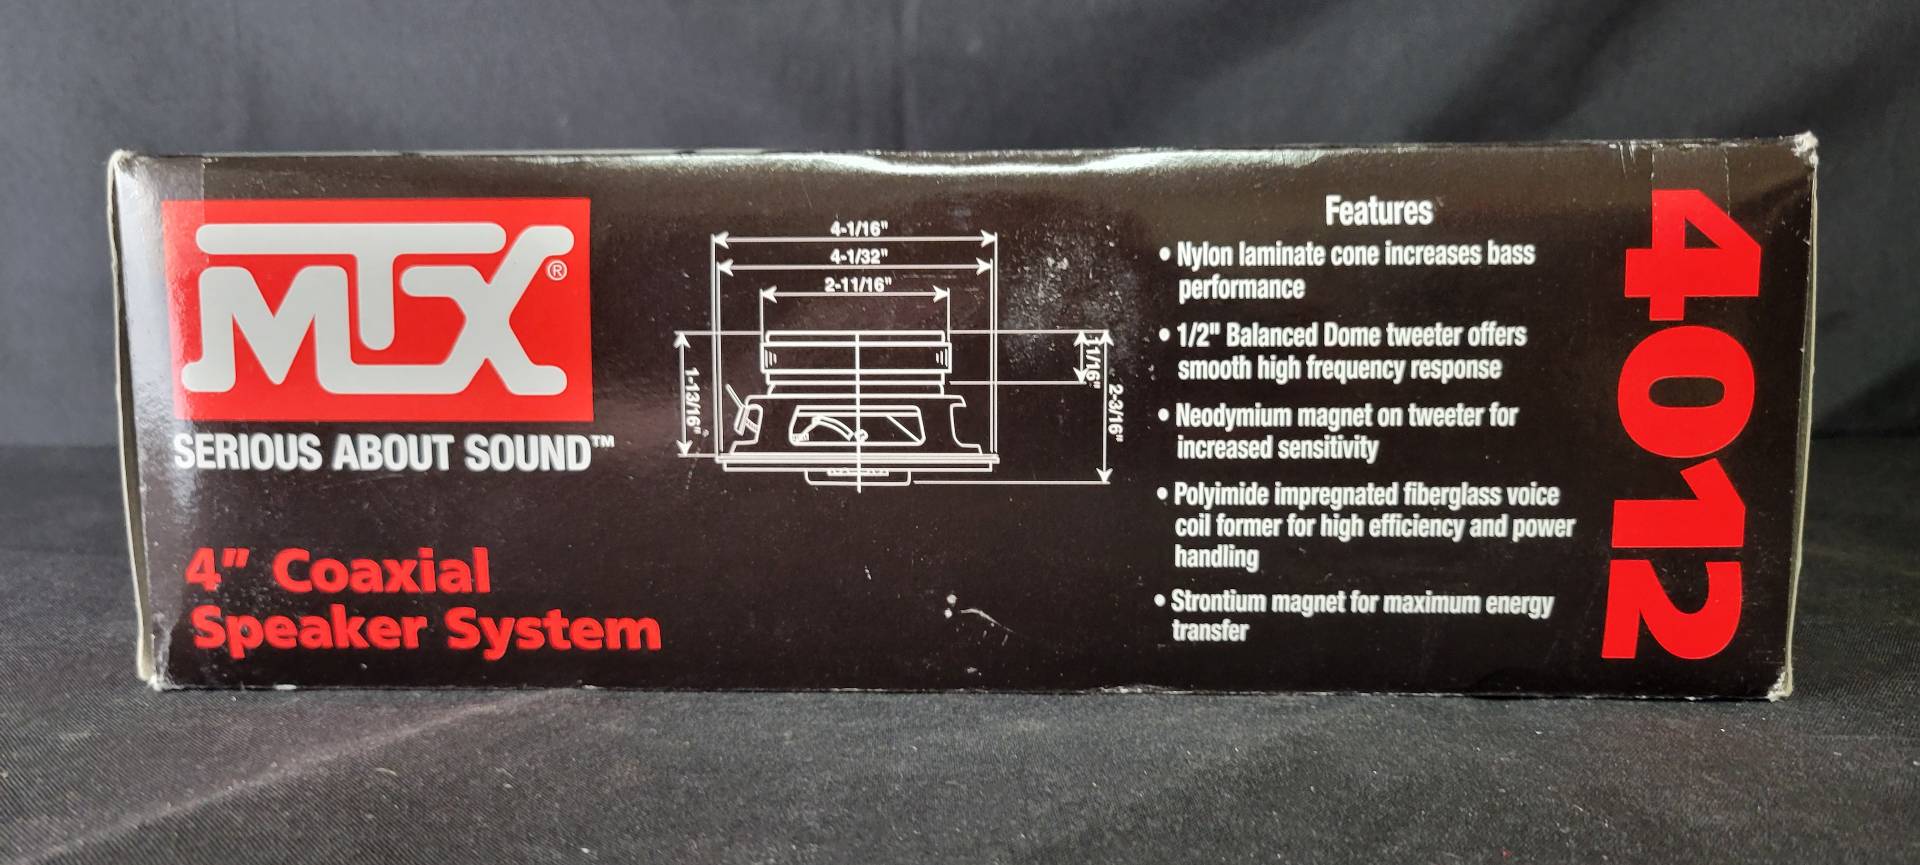 MTX®
SERIOUS ABOUT SOUND™
4" Coaxial
Speaker System
4-1/16"
4-1/32"
2-11/16"
1-13/16"
2-3/16"
Features
• Nylon laminate cone increases bass
performance
• 1/2" Balanced Dome tweeter offers
smooth high frequency response
• Neodymium magnet on tweeter for
increased sensitivity
• Polyimide impregnated fiberglass voice
coil former for high efficiency and power
handling
• Strontium magnet for maximum energy
transfer
4012